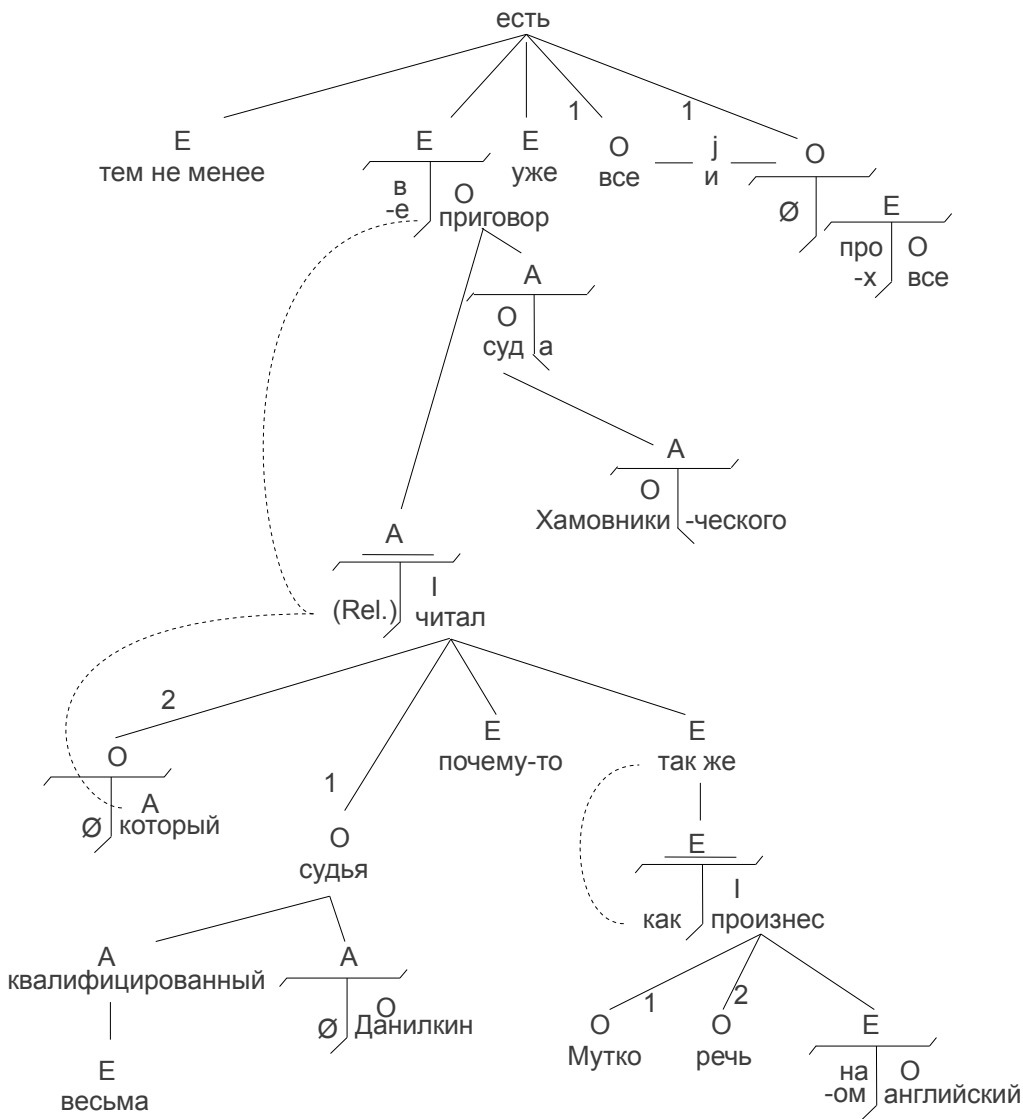 есть
1
1
E
тем не менее
E
в
-е
O
приговор
E
уже
O
все
j
и
O
Ø
E
про
-х
O
все
A
O
суд
а
A
O
Хамовники
-ческого
A
(Rel.)
I
читал
2
1
O
Ø
A
который
O
судья
E
почему-то
E
так же
E
как
I
произнес
A
квалифицированный
A
Ø
O
Данилкин
E
весьма
1
2
O
Мутко
O
речь
E
на
-ом
O
английский